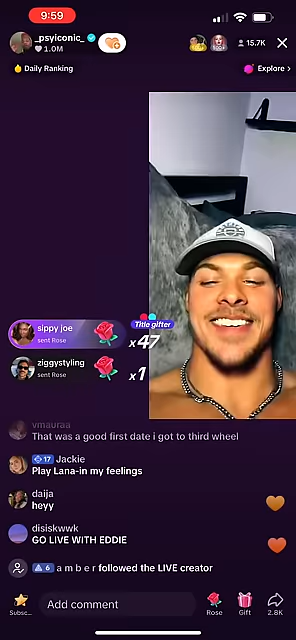 9:59
_psyiconic_
1.0M
15.7K
Daily Ranking
Explore >
sippy joe
sent Rose
Title gifter
x47
ziggystyling
sent Rose
x1
vmauraa
That was a good first date i got to third wheel
17 Jackie
Play Lana-in my feelings
daija
heyy
disiskwwk
GO LIVE WITH EDDIE
6 a m b e r followed the LIVE creator
Subsc...
Add comment
Rose
Gift
2.8K